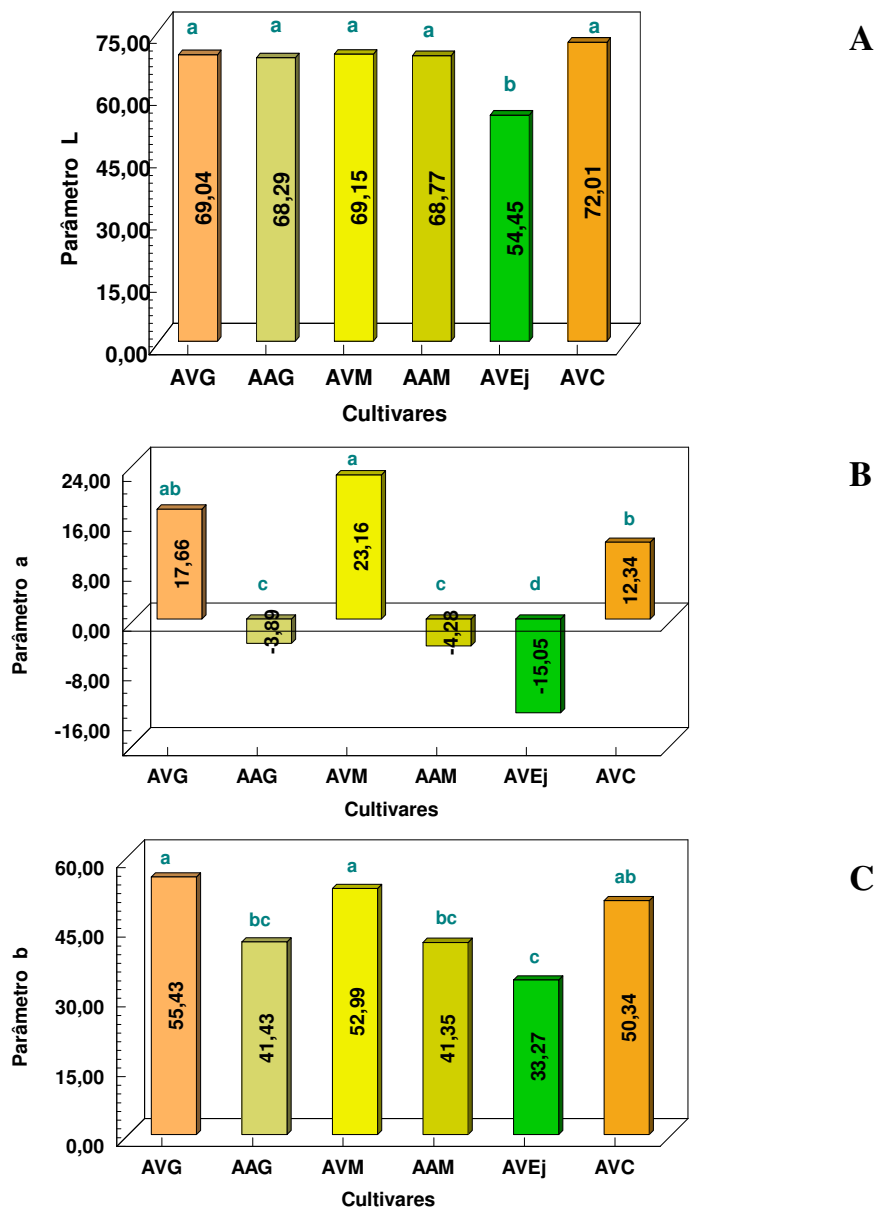 a a a a b a
A
75,00
60,00
45,00
30,00
15,00
0,00
Parâmetro L
69,04 68,29 69,15 68,77 54,45 72,01
AVG AAG AVM AAM AVEj AVC
Cultivares
ab c a c d b
B
24,00
16,00
8,00
0,00
-8,00
-16,00
Parâmetro a
17,66 -3,89 23,16 -4,28 -15,05 12,34
AVG AAG AVM AAM AVEj AVC
Cultivares
a bc a bc c ab
C
60,00
45,00
30,00
15,00
0,00
Parâmetro b
55,43 41,43 52,99 41,35 33,27 50,34
AVG AAG AVM AAM AVEj AVC
Cultivares